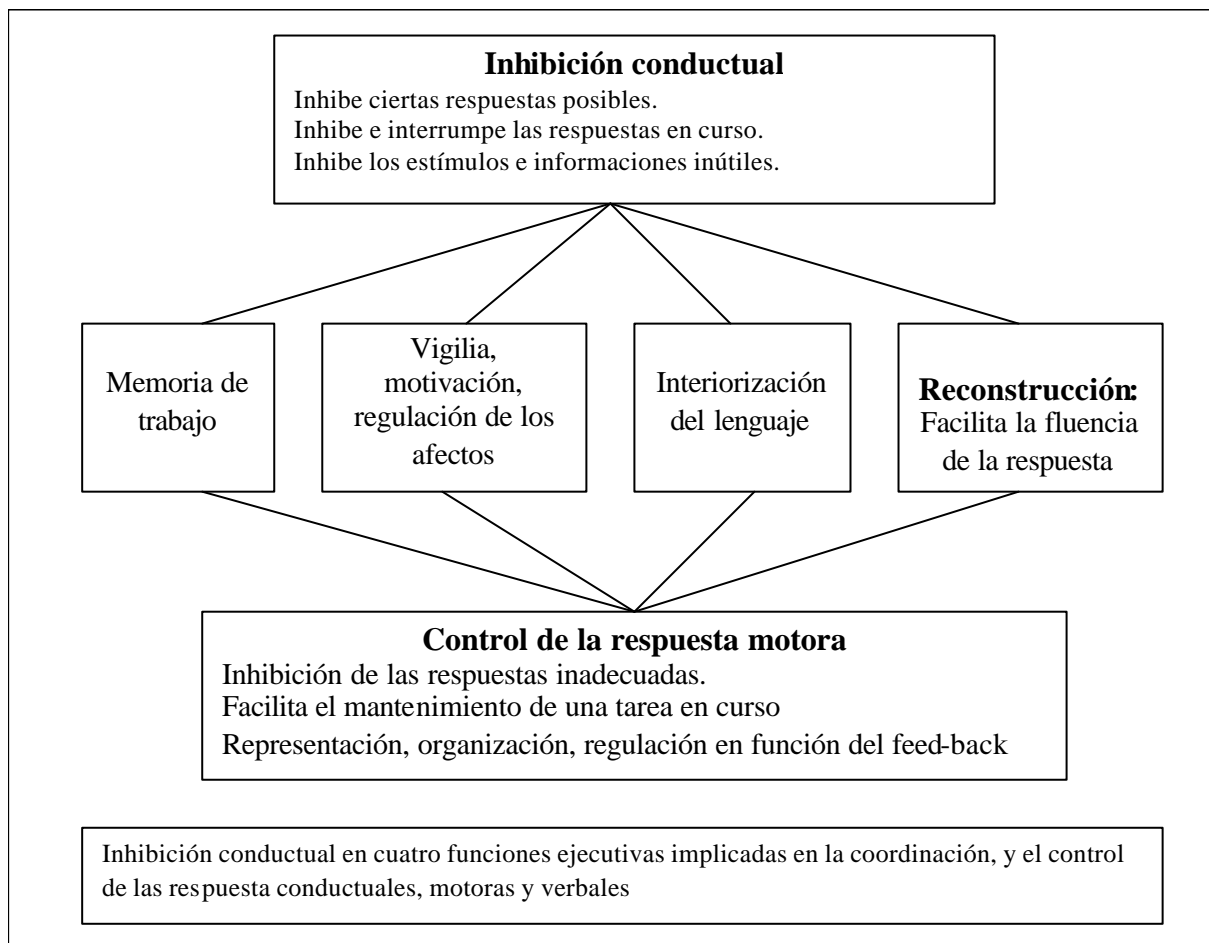 Inhibición conductual
Inhibe ciertas respuestas posibles.
Inhibe e interrumpe las respuestas en curso.
Inhibe los estímulos e informaciones inútiles.
Memoria de
trabajo
Vigilia,
motivación,
regulación de los
afectos
Interiorización
del lenguaje
Reconstrucción:
Facilita la fluencia
de la respuesta
Control de la respuesta motora
Inhibición de las respuestas inadecuadas.
Facilita el mantenimiento de una tarea en curso
Representación, organización, regulación en función del feed-back
Inhibición conductual en cuatro funciones ejecutivas implicadas en la coordinación, y el control
de las respuesta conductuales, motoras y verbales